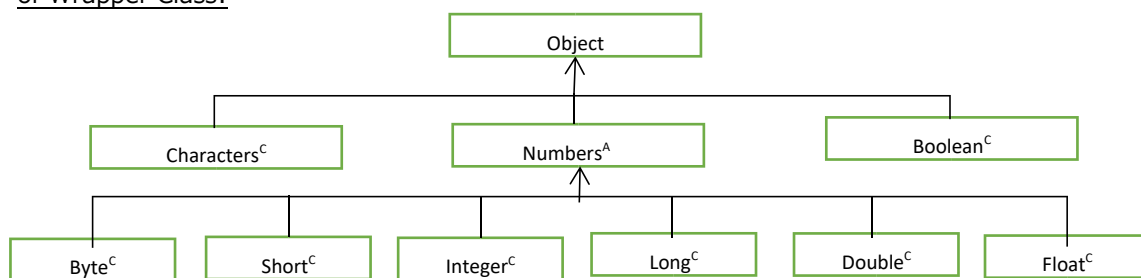 of Wrapper Class:
Object
Characters^C
Numbers^A
Boolean^C
Byte^C
Short^C
Integer^C
Long^C
Double^C
Float^C